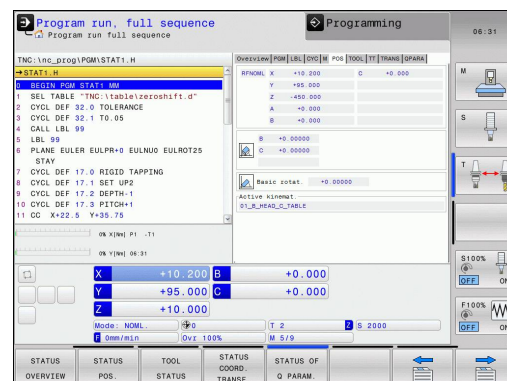 Program run, full sequence
Program run full sequence
Programming
06:31
TNC:\nc_prog\PGM\STAT1.H
→STAT1.H
0 BEGIN PGM STAT1 MM
1 SEL TABLE "TNC:\table\zeroshift.d"
2 CYCL DEF 32.0 TOLERANCE
3 CYCL DEF 32.1 T0.05
4 CALL LBL 99
5 LBL 99
6 PLANE EULER EULPR+0 EULNU0 EULROT25
STAY
7 CYCL DEF 17.0 RIGID TAPPING
8 CYCL DEF 17.1 SET UP2
9 CYCL DEF 17.2 DEPTH-1
10 CYCL DEF 17.3 PITCH+1
11 CC X+22.5 Y+35.75
Overview PGM LBL CYC M POS TOOL TT TRANS QPARA
RFNOML X +10.200 C +0.000
Y +95.000
Z -450.000
A +0.000
B +0.000
B +0.00000
C +0.00000
Basic rotat. +0.00000
Active kinemat.
01_B_HEAD_C_TABLE
0% X[Nm] P1 -T1
0% Y[Nm] 06:31
X +10.200 B +0.000
Y +95.000 C +0.000
Z +10.000
Mode: NOML. 0 T 2 Z S 2000
F 0mm/min Ovr 100% M 5/9
M
S
T
S100%
OFF ON
F100%
OFF ON
STATUS OVERVIEW
STATUS POS.
TOOL STATUS
STATUS COORD. TRANSF.
STATUS OF Q PARAM.